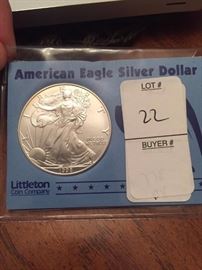 American Eagle Silver Dollar
LOT #
22
BUYER #
Littleton
Coin Company